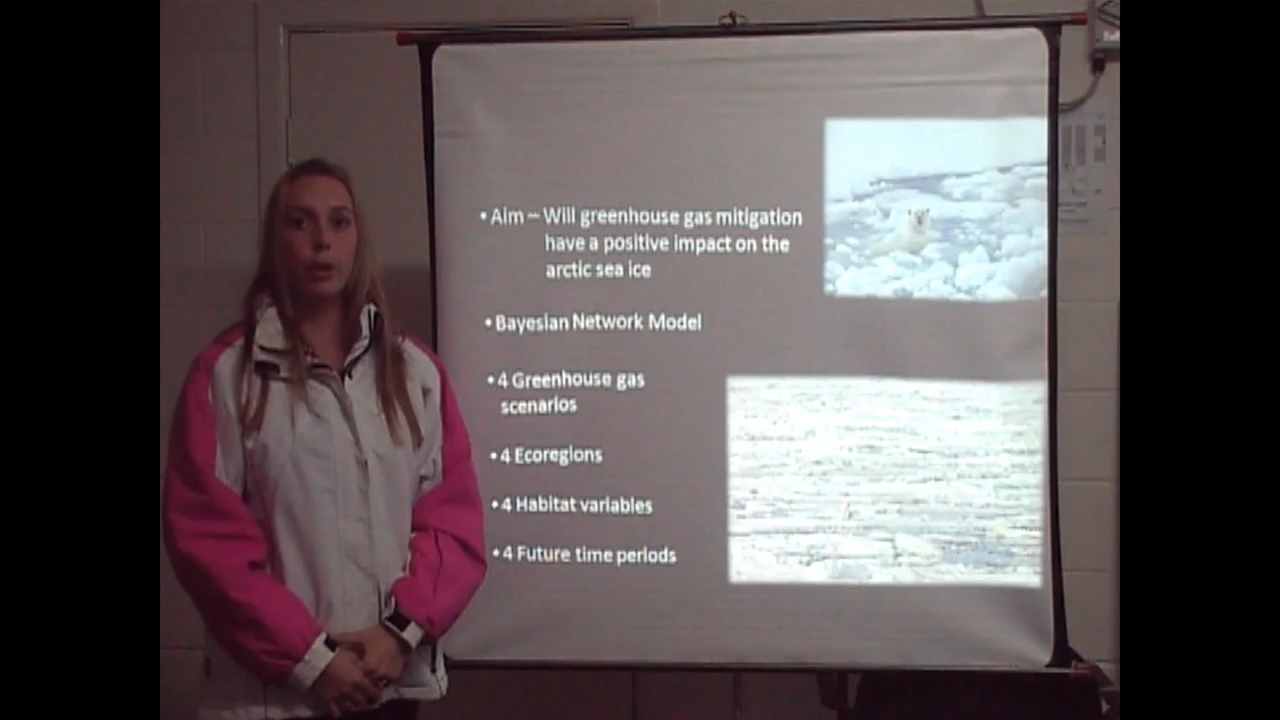 • Aim – Will greenhouse gas mitigation
have a positive impact on the
arctic sea ice
• Bayesian Network Model
• 4 Greenhouse gas
scenarios
• 4 Ecoregions
• 4 Habitat variables
• 4 Future time periods